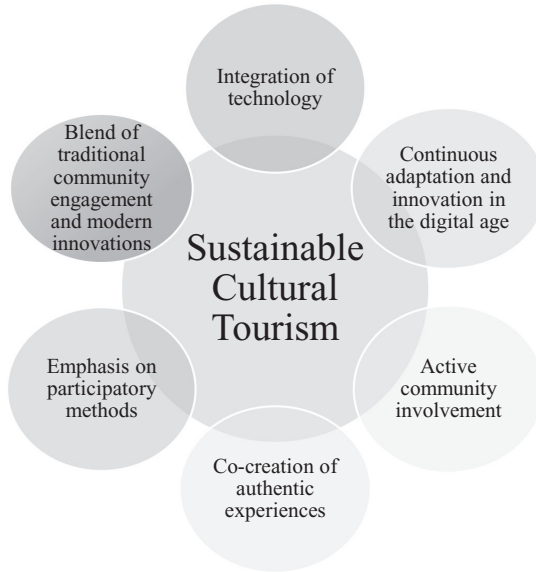 Integration of
technology
Blend of
traditional
community
engagement
and modern
innovations
Continuous
adaptation and
innovation in
the digital age
Sustainable
Cultural
Tourism
Emphasis on
participatory
methods
Active
community
involvement
Co-creation of
authentic
experiences